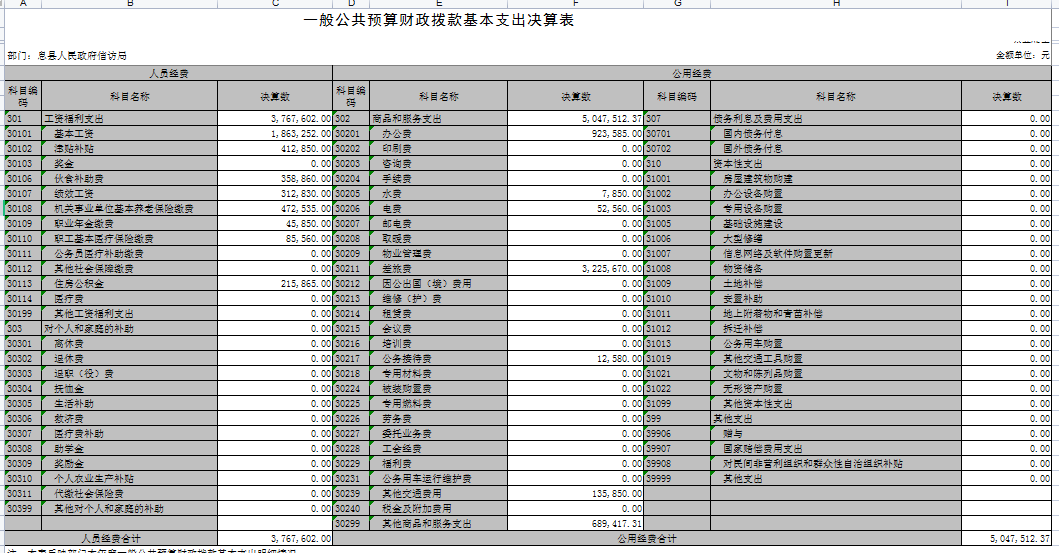 A B C D E F G H I
一般公共预算财政拨款基本支出决算表
部门：息县人民政府信访局 金额单位：元
人员经费 公用经费
科目编码 科目名称 决算数 科目编码 科目名称 决算数 科目编码 科目名称 决算数
301 工资福利支出 3,767,602.00 302 商品和服务支出 5,047,512.37 307 债务利息及费用支出 0.00
30101 基本工资 1,863,252.00 30201 办公费 923,585.00 30701 国内债务付息 0.00
30102 津贴补贴 412,850.00 30202 印刷费 0.00 30702 国外债务付息 0.00
30103 奖金 0.00 30203 咨询费 0.00 310 资本性支出 0.00
30106 伙食补助费 358,860.00 30204 手续费 0.00 31001 房屋建筑物购建 0.00
30107 绩效工资 312,830.00 30205 水费 7,850.00 31002 办公设备购置 0.00
30108 机关事业单位基本养老保险缴费 472,535.00 30206 电费 52,560.06 31003 专用设备购置 0.00
30109 职业年金缴费 45,850.00 30207 邮电费 0.00 31005 基础设施建设 0.00
30110 职工基本医疗保险缴费 85,560.00 30208 取暖费 0.00 31006 大型修缮 0.00
30111 公务员医疗补助缴费 0.00 30209 物业管理费 0.00 31007 信息网络及软件购置更新 0.00
30112 其他社会保障缴费 0.00 30211 差旅费 3,225,670.00 31008 物资储备 0.00
30113 住房公积金 215,865.00 30212 因公出国（境）费用 0.00 31009 土地补偿 0.00
30114 医疗费 0.00 30213 维修（护）费 0.00 31010 安置补助 0.00
30199 其他工资福利支出 0.00 30214 租赁费 0.00 31011 地上附着物和青苗补偿 0.00
303 对个人和家庭的补助 0.00 30215 会议费 0.00 31012 拆迁补偿 0.00
30301 离休费 0.00 30216 培训费 0.00 31013 公务用车购置 0.00
30302 退休费 0.00 30217 公务接待费 12,580.00 31019 其他交通工具购置 0.00
30303 退职（役）费 0.00 30218 专用材料费 0.00 31021 文物和陈列品购置 0.00
30304 抚恤金 0.00 30224 被装购置费 0.00 31022 无形资产购置 0.00
30305 生活补助 0.00 30225 专用燃料费 0.00 31099 其他资本性支出 0.00
30306 救济费 0.00 30226 劳务费 0.00 399 其他支出 0.00
30307 医疗费补助 0.00 30227 委托业务费 0.00 39906 赠与 0.00
30308 助学金 0.00 30228 工会经费 0.00 39907 国家赔偿费用支出 0.00
30309 奖励金 0.00 30229 福利费 0.00 39908 对民间非营利组织和群众性自治组织补贴 0.00
30310 个人农业生产补贴 0.00 30231 公务用车运行维护费 0.00 39999 其他支出 0.00
30311 代缴社会保险费 0.00 30239 其他交通费用 135,850.00
30399 其他对个人和家庭的补助 0.00 30240 税金及附加费用 0.00
30299 其他商品和服务支出 689,417.31
人员经费合计 3,767,602.00 公用经费合计 5,047,512.37